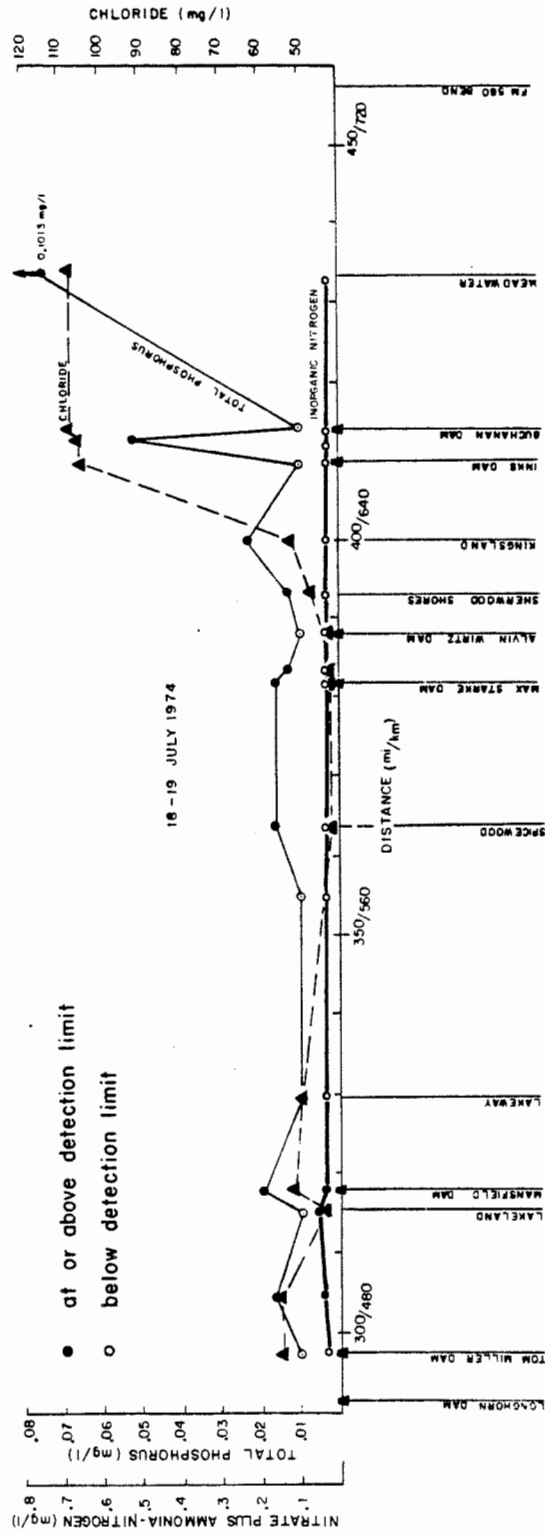 NITRATE PLUS AMMONIA-NITROGEN (mg/l)
.1 .2 .3 .4 .5 .6 .7 .8
TOTAL PHOSPHORUS (mg/l)
.01 .02 .03 .04 .05 .06 .07 .08
● at or above detection limit
○ below detection limit
18-19 JULY 1974
CHLORIDE
TOTAL PHOSPHORUS
0.1013 mg/l
INORGANIC NITROGEN
CHLORIDE (mg/l)
50 60 70 80 90 100 110 120
300/480
350/560
400/640
450/720
DISTANCE (mi/km)
LONGHORN DAM
TOM MILLER DAM
LAKELAND
MANSFIELD DAM
LAKEWAY
SPICEWOOD
MAX STARKE DAM
ALVIN WIRTZ DAM
SHERWOOD SHORES
KINGSLAND
INKS DAM
BUCHANAN DAM
HEADWATER
FM 580 BEND